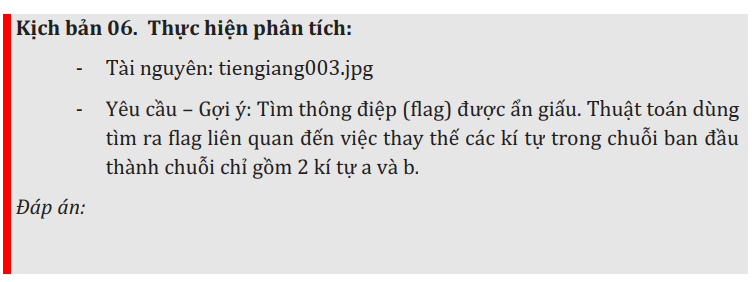 Kịch bản 06. Thực hiện phân tích:
- Tài nguyên: tiengiang003.jpg
- Yêu cầu – Gợi ý: Tìm thông điệp (flag) được ẩn giấu. Thuật toán dùng
tìm ra flag liên quan đến việc thay thế các kí tự trong chuỗi ban đầu
thành chuỗi chỉ gồm 2 kí tự a và b.
Đáp án: